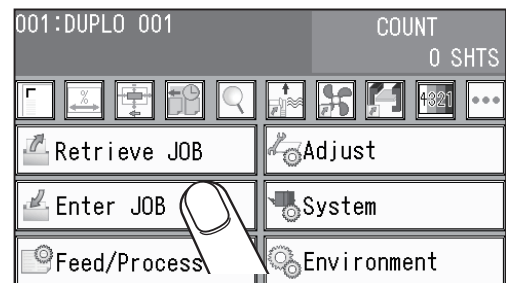 001:DUPLO 001
COUNT
0 SHTS
%
4321
Retrieve JOB
Adjust
Enter JOB
System
Feed/Process
Environment